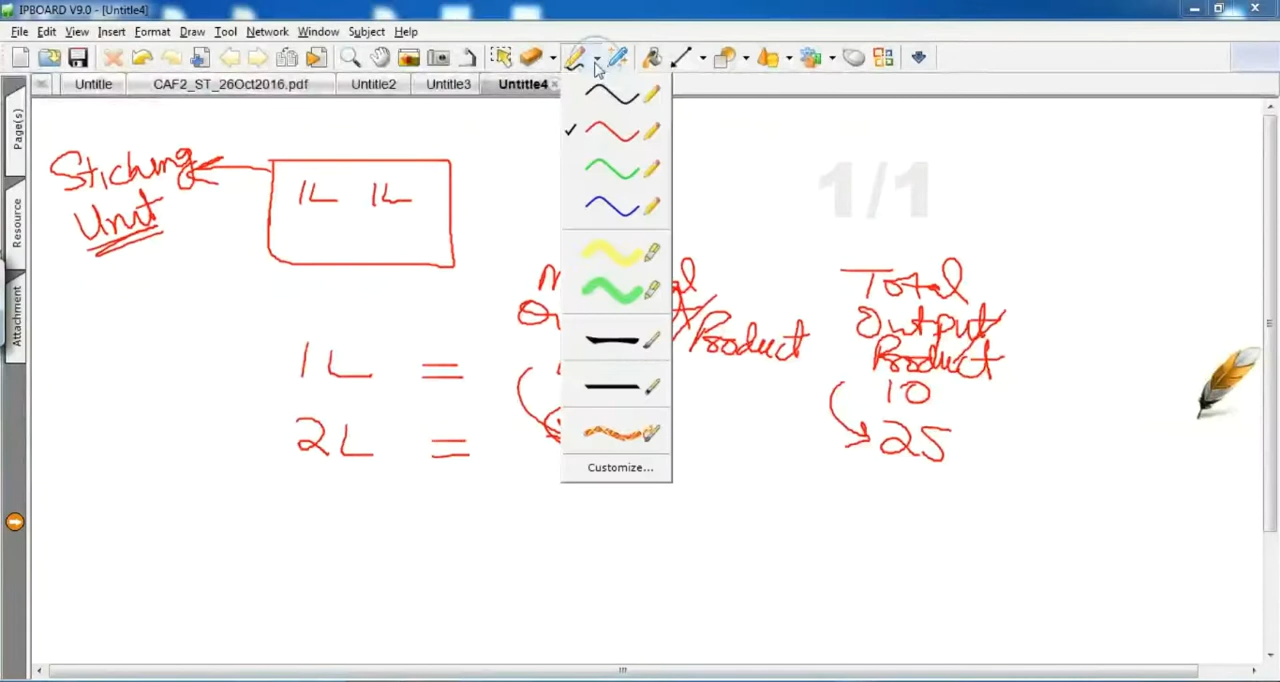 IPBOARD V9.0 - [Untitle4]
File Edit View Insert Format Draw Tool Network Window Subject Help
Untitle CAF2_ST_26Oct2016.pdf Untitle2 Untitle3 Untitle4
Page(s)
Resource
Attachment
Customize...
1/1
Stiching
Unit
1L 1L
/Product
Total
Output/
Product
1L = 10
2L = 25